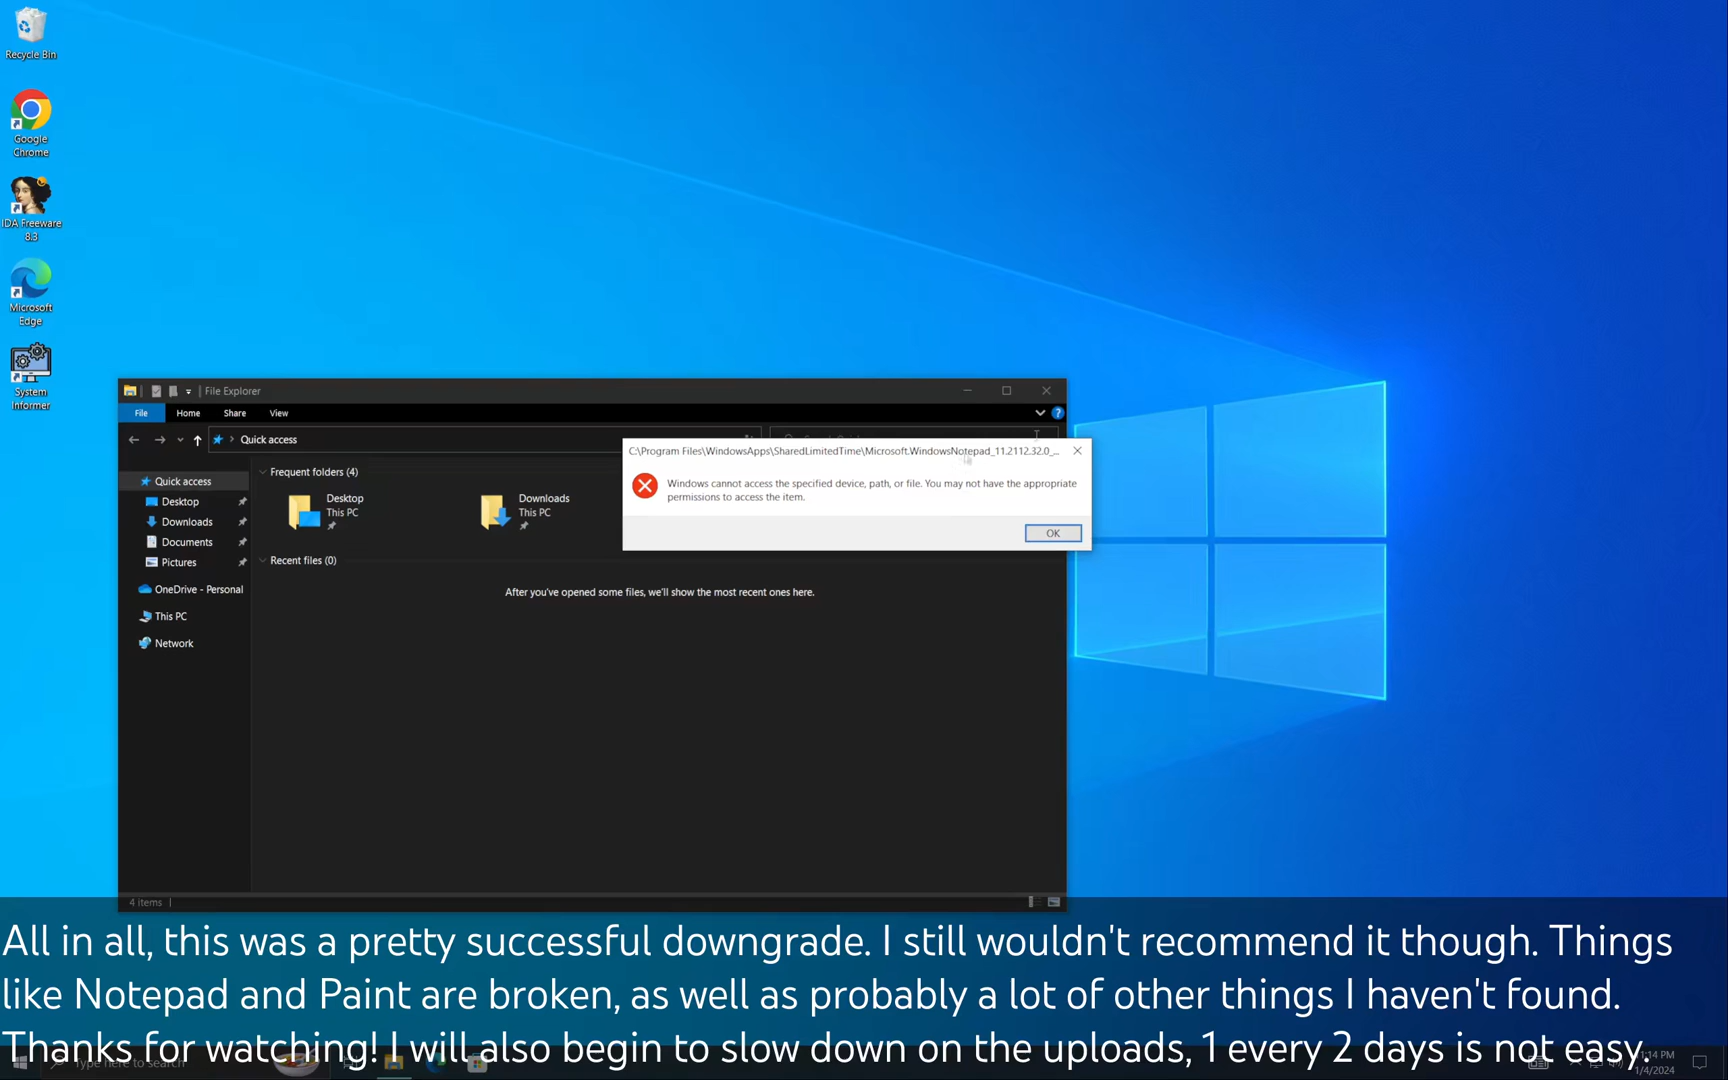 Recycle Bin
Google
Chrome
IDA Freeware
8.3
Microsoft
Edge
System
Informer
File Explorer
File Home Share View
Quick access
C:\Program Files\WindowsApps\SharedLimitedTime\Microsoft.WindowsNotepad_11.2112.32.0_...
Windows cannot access the specified device, path, or file. You may not have the appropriate
permissions to access the item.
OK
Quick access
Desktop
Downloads
Documents
Pictures
OneDrive - Personal
This PC
Network
Frequent folders (4)
Desktop
This PC
Downloads
This PC
Recent files (0)
After you've opened some files, we'll show the most recent ones here.
4 items
All in all, this was a pretty successful downgrade. I still wouldn't recommend it though. Things
like Notepad and Paint are broken, as well as probably a lot of other things I haven't found.
Thanks for watching! I will also begin to slow down on the uploads, 1 every 2 days is not easy.
Type here to search
1/4/2024